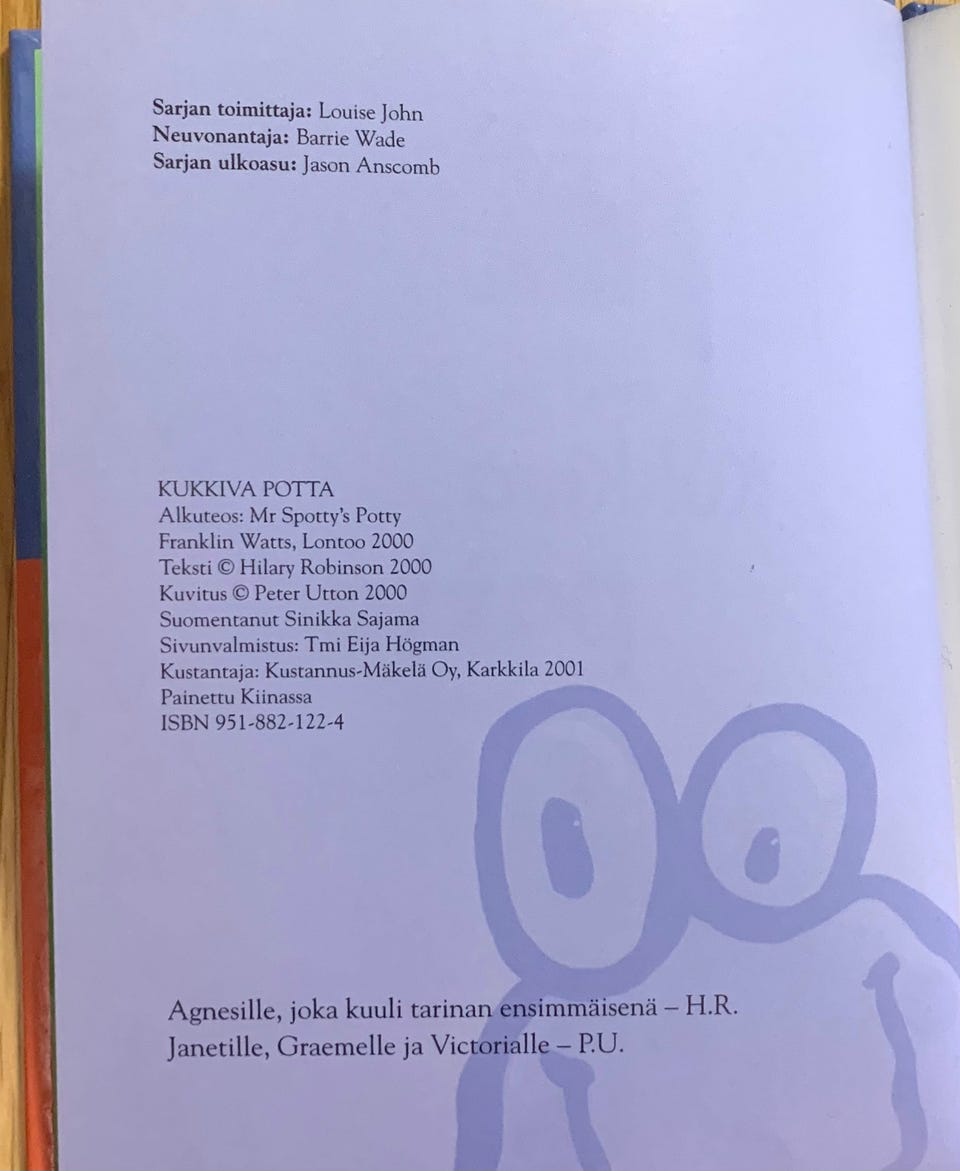 Sarjan toimittaja: Louise John
Neuvonantaja: Barrie Wade
Sarjan ulkoasu: Jason Anscomb
KUKKIVA POTTA
Alkuteos: Mr Spotty's Potty
Franklin Watts, Lontoo 2000
Teksti © Hilary Robinson 2000
Kuvitus © Peter Utton 2000
Suomentanut Sinikka Sajama
Sivunvalmistus: Tmi Eija Högman
Kustantaja: Kustannus-Mäkelä Oy, Karkkila 2001
Painettu Kiinassa
ISBN 951-882-122-4
Agnesille, joka kuuli tarinan ensimmäisenä – H.R.
Janetille, Graemelle ja Victorialle – P.U.